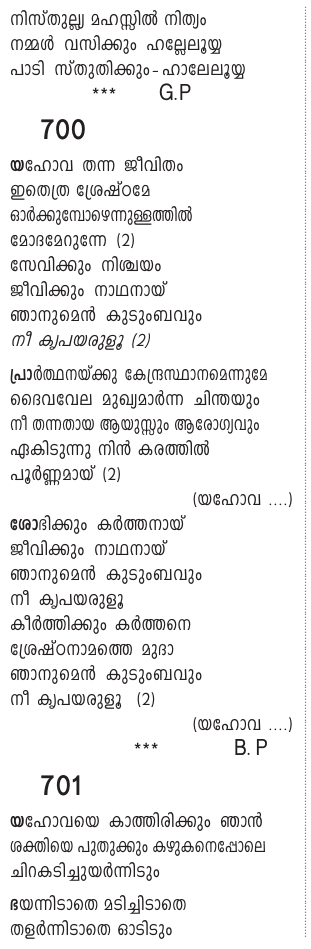 നിസ്തുല്ല്യ മഹസ്സിൽ നിത്യം
നമ്മൾ വസിക്കും ഹല്ലേലൂയ്യ
പാടി സ്തുതിക്കും-ഹാലേലൂയ്യ
*** G.P
700
യഹോവ തന്ന ജീവിതം
ഇതെത്ര ശ്രേഷ്ഠമേ
ഓർക്കുമ്പോഴെന്നുള്ളത്തിൽ
മോദമേറുന്നേ (2)
സേവിക്കും നിശ്ചയം
ജീവിക്കും നാഥനായ്
ഞാനുമെൻ കുടുംബവും
നീ കൃപയരുളൂ (2)
പ്രാർത്ഥനയ്ക്കു കേന്ദ്രസ്ഥാനമെന്നുമേ
ദൈവവേല മുഖ്യമാർന്ന ചിന്തയും
നീ തന്നതായ ആയുസ്സും ആരോഗ്യവും
ഏകിടുന്നു നിൻ കരത്തിൽ
പൂർണ്ണമായ് (2)
(യഹോവ ....)
ശോഭിക്കും കർത്തനായ്
ജീവിക്കും നാഥനായ്
ഞാനുമെൻ കുടുംബവും
നീ കൃപയരുളൂ
കീർത്തിക്കും കർത്തനെ
ശ്രേഷ്ഠനാമത്തെ മുദാ
ഞാനുമെൻ കുടുംബവും
നീ കൃപയരുളൂ (2)
(യഹോവ ....)
*** B. P
701
യഹോവയെ കാത്തിരിക്കും ഞാൻ
ശക്തിയെ പുതുക്കും കഴുകനെപ്പോലെ
ചിറകടിച്ചുയർന്നിടും
ഭയന്നിടാതെ മടിച്ചിടാതെ
തളർന്നിടാതെ ഓടിടും